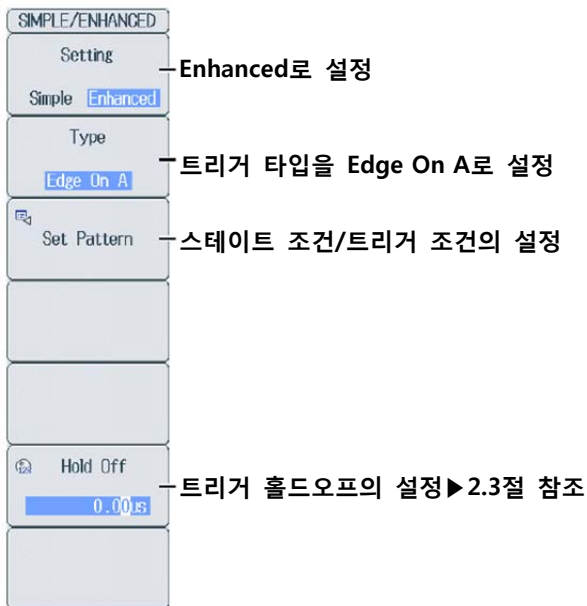 SIMPLE/ENHANCED
Setting
Simple Enhanced
Enhanced로 설정
Type
Edge On A
트리거 타입을 Edge On A로 설정
Set Pattern
스테이트 조건/트리거 조건의 설정
Hold Off
0.00us
트리거 홀드오프의 설정▶2.3절 참조